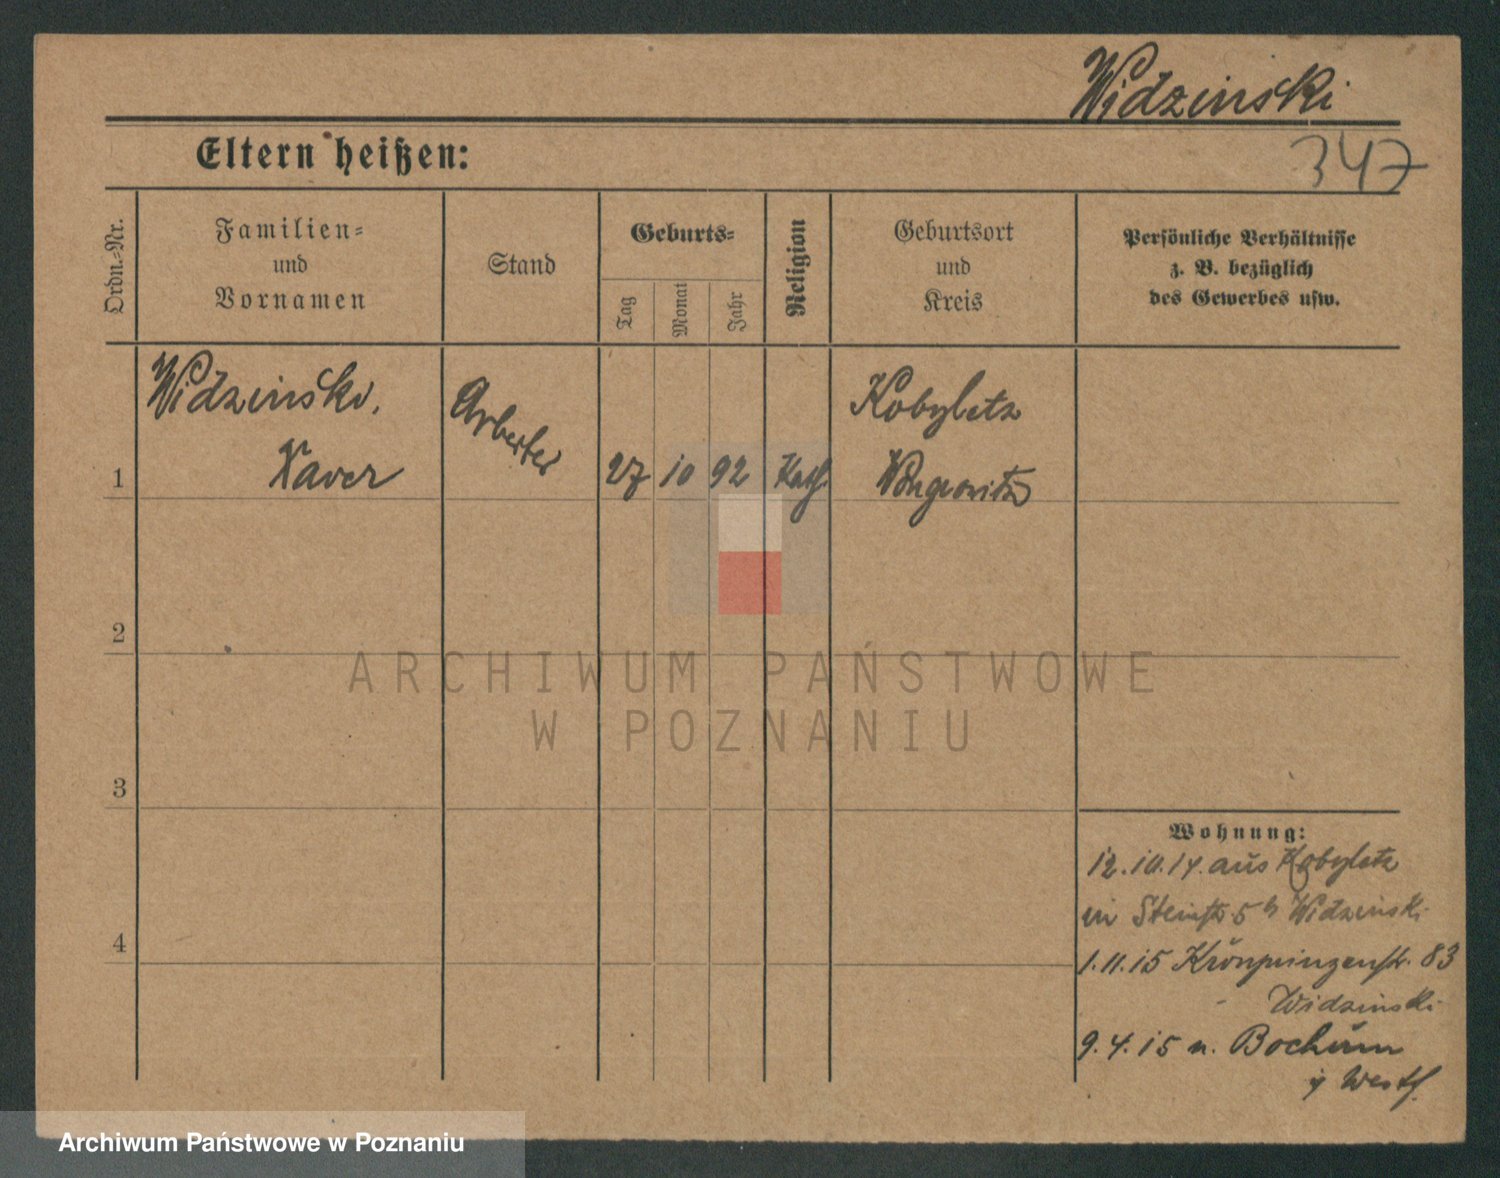 Widzinski
Eltern heißen:
347
Ordn.-Nr.
Familien-
und
Vornamen
Stand
Geburts-
Tag
Monat
Jahr
Religion
Geburtsort
und
Kreis
Persönliche Verhältnisse
z. B. bezüglich
des Gewerbes usw.
1
Widzinski,
Xaver
Arbeiter
27
10
92
Kath.
Kobyletz
Wongrowitz
2
3
4
Wohnung:
12.10.14. aus Kobyletz
in Steinstr 5 b Widzinski
1.11.15 Kronprinzenstr. 83
Widzinski
9.4.15 n. Bochum
i/ Westf.
ARCHIWUM PAŃSTWOWE
W POZNANIU
Archiwum Państwowe w Poznaniu